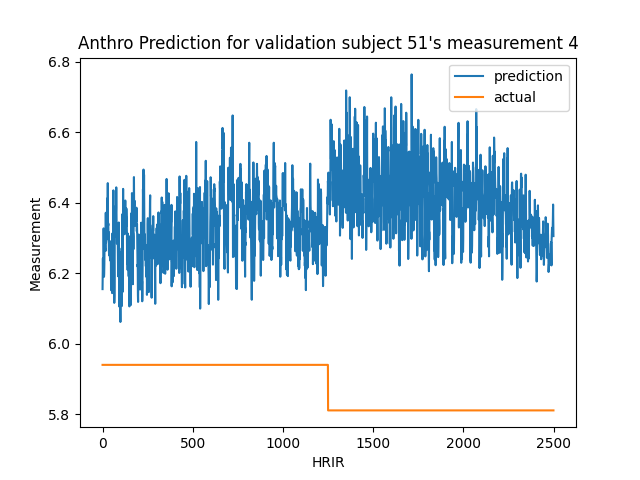 Anthro Prediction for validation subject 51's measurement 4
6.8
6.6
6.4
6.2
6.0
5.8
Measurement
prediction
actual
0 500 1000 1500 2000 2500
HRIR